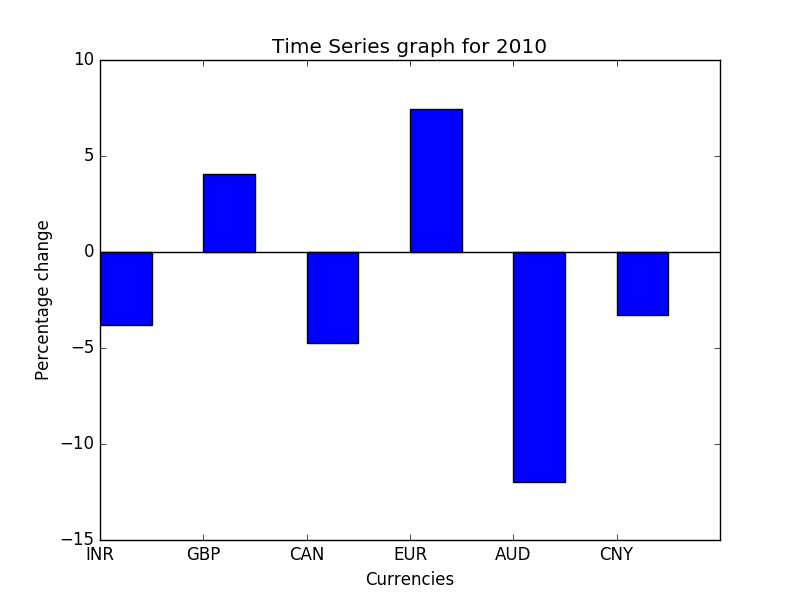 Time Series graph for 2010
10
5
0
−5
−10
−15
Percentage change
INR GBP CAN EUR AUD CNY
Currencies